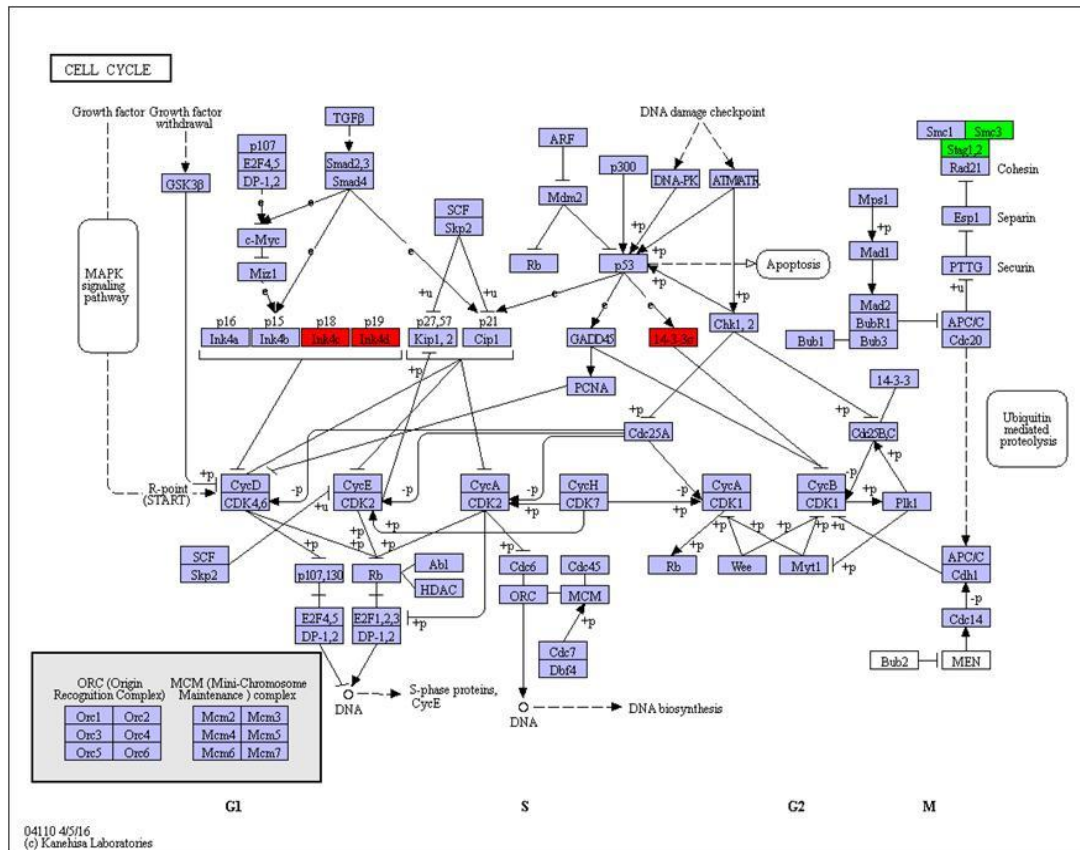 CELL CYCLE
Growth factor
Growth factor
withdrawal
GSK3β
MAPK
signaling
pathway
R-point
(START)
p107
E2F4,5
DP-1,2
c-Myc
Miz1
TGFβ
Smad2,3
Smad4
e
e
e
e
SCF
Skp2
+u
+u
ARF
Mdm2
Rb
p300
DNA damage checkpoint
DNA-PK
ATM/ATR
+p
+p
+p
+p
p53
Apoptosis
e
e
e
p16
p15
p18
p19
p27,57
p21
Ink4a
Ink4b
Ink4c
Ink4d
Kip1, 2
Cip1
GADD45
14-3-3σ
Chk1, 2
PCNA
+p
+p
+p
Cdc25A
Cdc25B,C
14-3-3
Mps1
+p
Mad1
Mad2
BubR1
Bub3
Bub1
Smc1
Smc3
Stag1,2
Rad21
Cohesin
Esp1
Separin
PTTG
Securin
+u
APC/C
Cdc20
Ubiquitin
mediated
proteolysis
+p
-p
-p
-p
-p
-p
+p
CycD
CDK4,6
CycE
CDK2
CycA
CDK2
CycH
CDK7
CycA
CDK1
CycB
CDK1
Plk1
+p
+p
+p
+u
+u
+p
SCF
Skp2
+p
+p
+p
+p
+p
+p
+p
+p
p107,130
Rb
Abl
HDAC
Cdc6
Cdc45
ORC
MCM
Rb
Wee
Myt1
APC/C
Cdh1
-p
Cdc14
MEN
Bub2
E2F4,5
DP-1,2
E2F1,2,3
DP-1,2
+p
+p
Cdc7
Dbf4
DNA
S-phase proteins,
CycE
DNA
DNA biosynthesis
ORC (Origin
Recognition Complex)
MCM (Mini-Chromosome
Maintenance ) complex
Orc1
Orc2
Mcm2
Mcm3
Orc3
Orc4
Mcm4
Mcm5
Orc5
Orc6
Mcm6
Mcm7
G1
S
G2
M
04110 4/5/16
(c) Kanehisa Laboratories